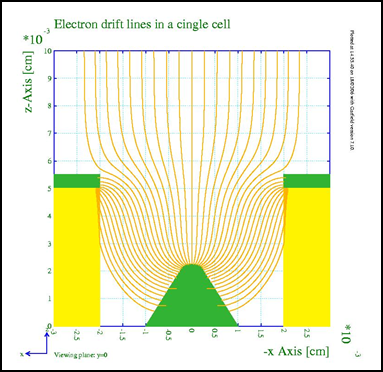 Electron drift lines in a cingle cell
*10 -3
z-Axis [cm]
10
9
8
7
6
5
4
3
2
1
0
-3 -2.5 -2 -1.5 -1 -0.5 0 0.5 1 1.5 2 2.5
*10 -3
-x Axis [cm]
x
Viewing plane: y=0